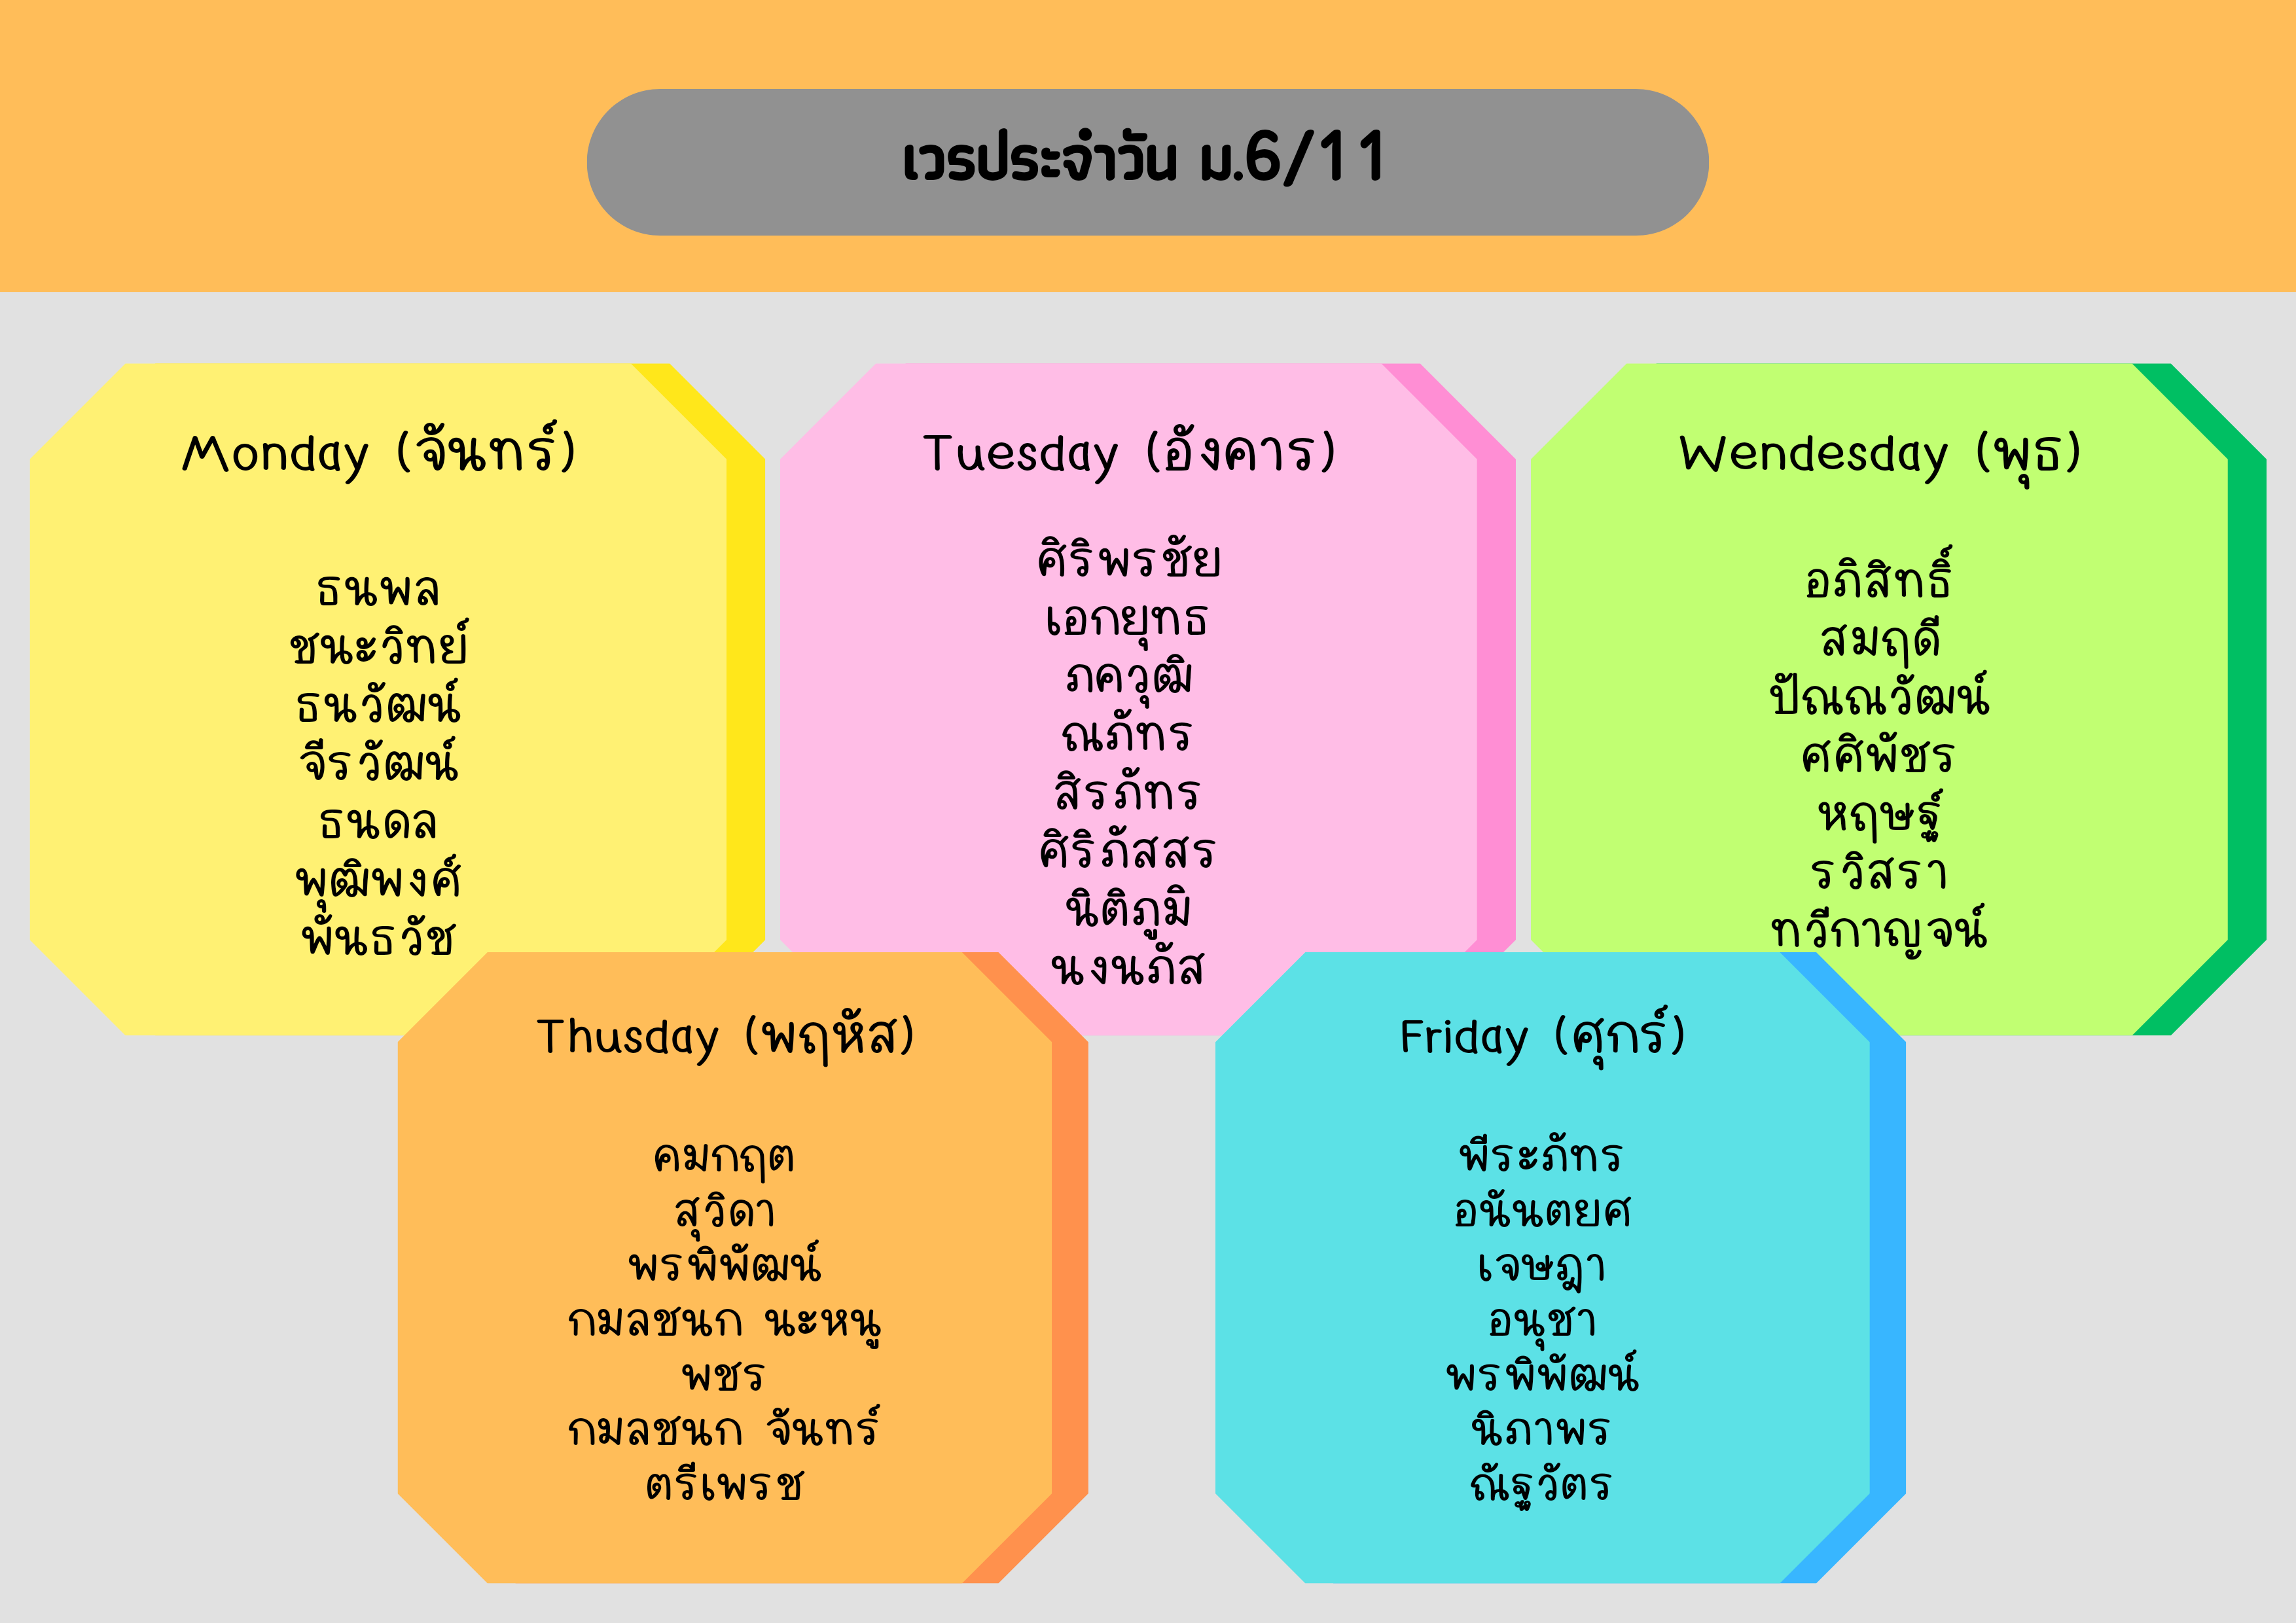 เวรประจำวัน ม.6/11
Monday (จันทร์)
ธนพล
ชนะวิทย์
ธนวัฒน์
จีรวัฒน์
ธนดล
พุฒิพงศ์
พันธวัช
Tuesday (อังคาร)
ศิริพรชัย
เอกยุทธ
ภควุฒิ
ณภัทร
สิรภัทร
ศิริภัสสร
นิติภูมิ
นงนภัส
Wendesday (พุธ)
อภิสิทธิ์
สมฤดี
ปัณณวัฒน์
ศศิพัชร
หฤษฐ์
รวิสรา
ทวีกาญจน์
Thusday (พฤหัส)
คมกฤต
สุวิดา
พรพิพัฒน์
กมลชนก นะหนู
พชร
กมลชนก จันทร์
ตรีเพรช
Friday (ศุกร์)
พีระภัทร
อนันตยศ
เจษฎา
อนุชา
พรพิพัฒน์
นิภาพร
ณัฐวัตร